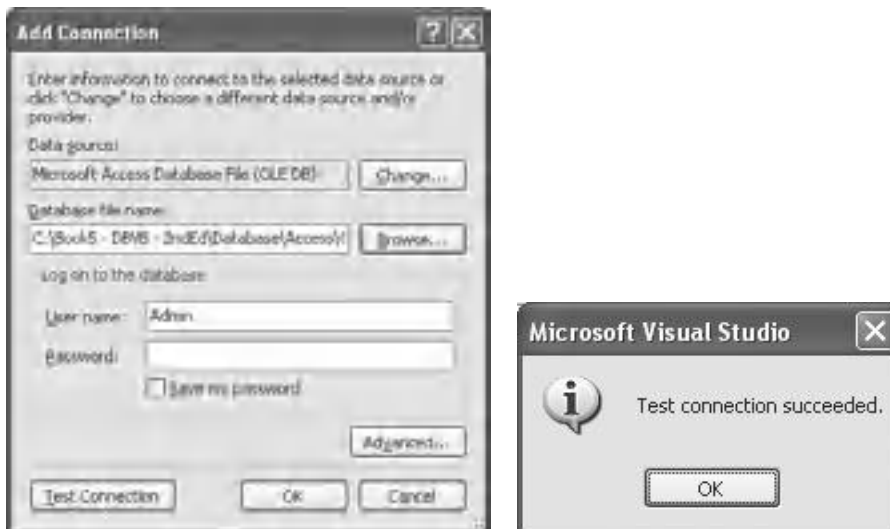 Add Connection
Enter information to connect to the selected data source or
click "Change" to choose a different data source and/or
provider.
Data source:
Microsoft Access Database File (OLE DB)
Change...
Database file name:
C:\Book5 - DBVB - 2ndEd\Database\Access\
Browse...
Log on to the database
User name:
Admin
Password:
Save my password
Advanced...
Test Connection
OK
Cancel
Microsoft Visual Studio
Test connection succeeded.
OK